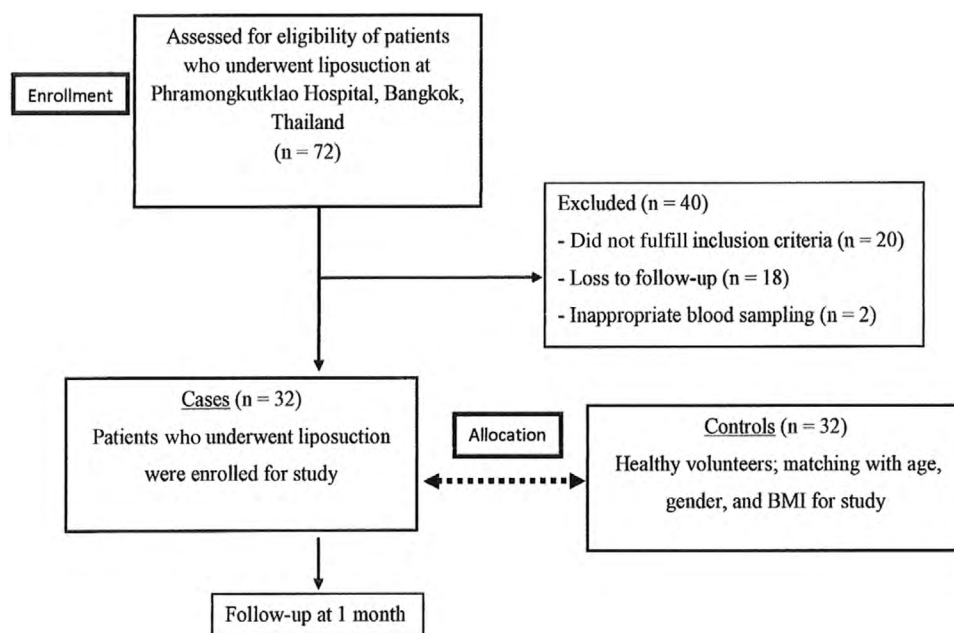 Enrollment
Assessed for eligibility of patients
who underwent liposuction at
Phramongkutklao Hospital, Bangkok,
Thailand
(n = 72)
Excluded (n = 40)
- Did not fulfill inclusion criteria (n = 20)
- Loss to follow-up (n = 18)
- Inappropriate blood sampling (n = 2)
Cases (n = 32)
Patients who underwent liposuction
were enrolled for study
Allocation
Controls (n = 32)
Healthy volunteers; matching with age,
gender, and BMI for study
Follow-up at 1 month